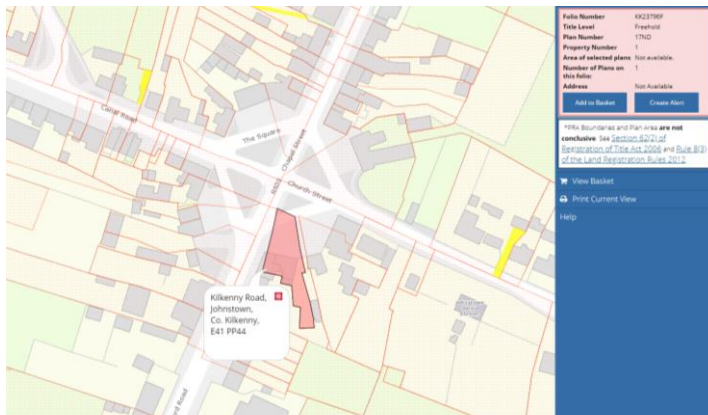 Canal Road
The Square
Chapel Street
R435
Church Street
Kilkenny Road,
Johnstown,
Co. Kilkenny,
E41 PP44
Folio Number KK23796F
Title Level Freehold
Plan Number 17ND
Property Number 1
Area of selected plans Not available.
Number of Plans on 1
this folio:
Address Not Available
Add to Basket Create Alert
*PRA Boundaries and Plan Area are not
conclusive. See Section 62(2) of
Registration of Title Act 2006 and Rule 8(3)
of the Land Registration Rules 2012
View Basket
Print Current View
Help